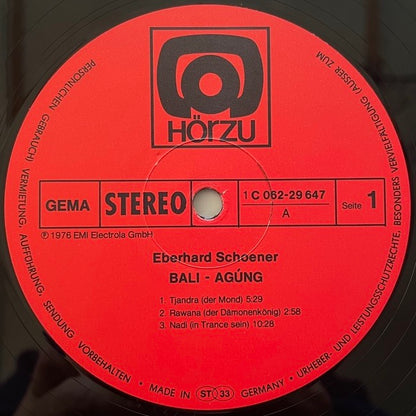 HÖRZU
GEMA
STEREO
1 C 062-29 647
A
Seite 1
Ⓟ 1976 EMI Electrola GmbH
Eberhard Schoener
BALI - AGÚNG
1. Tjandra (der Mond) 5:29
2. Rawana (der Dämonenkönig) 2:58
3. Nadi (in Trance sein) 10:28
URHEBER- UND LEISTUNGSSCHUTZRECHTE, BESONDERS VERVIELFÄLTIGUNG (AUSSER ZUM PERSÖNLICHEN GEBRAUCH), VERMIETUNG, AUFFÜHRUNG, SENDUNG VORBEHALTEN • MADE IN ST 33 GERMANY •